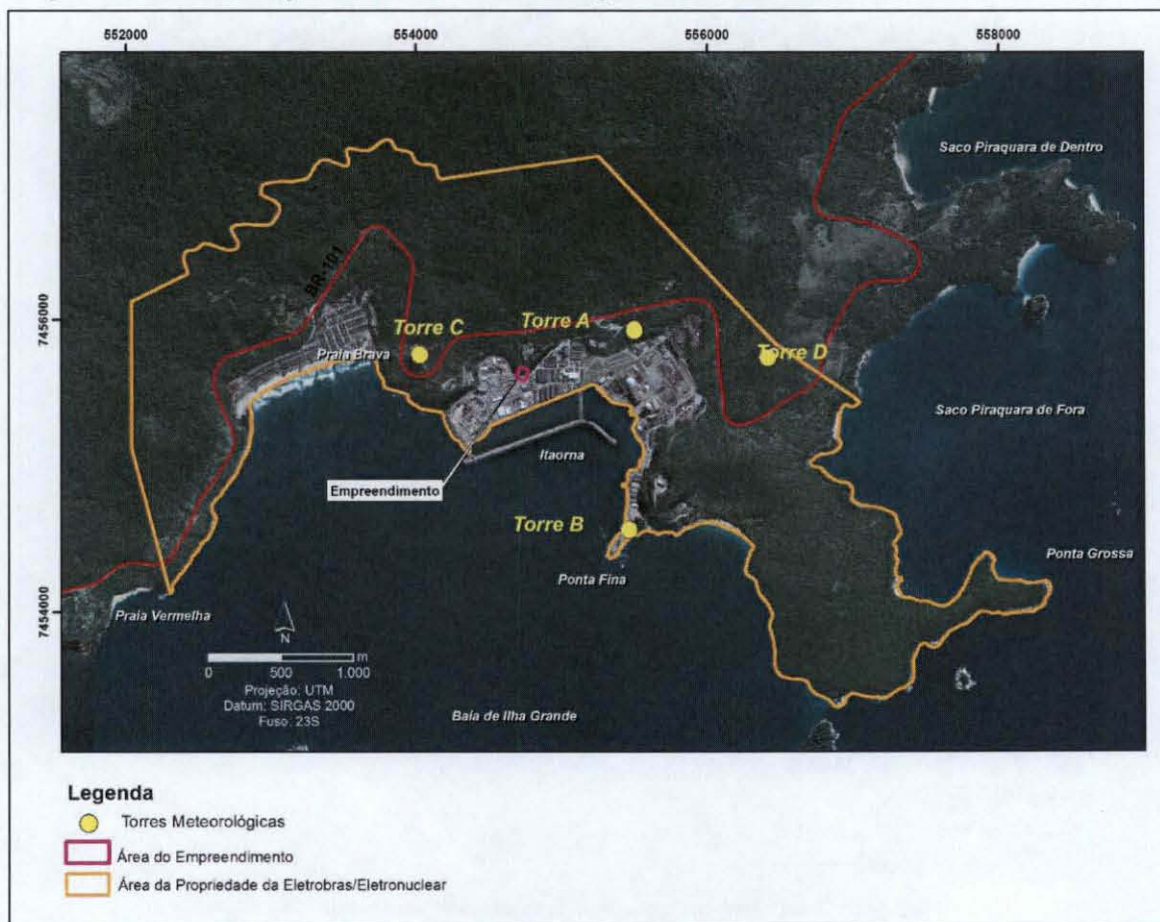 552000
554000
556000
558000
Saco Piraquara de Dentro
BR-101
7456000
Torre C
Torre A
Praia Brava
Torre D
Saco Piraquara de Fora
Itaorna
Empreendimento
Torre B
Ponta Grossa
Ponta Fina
7454000
Praia Vermelha
N
m
0 500 1.000
Projeção: UTM
Datum: SIRGAS 2000
Fuso: 23S
Baía de Ilha Grande
Legenda
Torres Meteorológicas
Área do Empreendimento
Área da Propriedade da Eletrobras/Eletronuclear